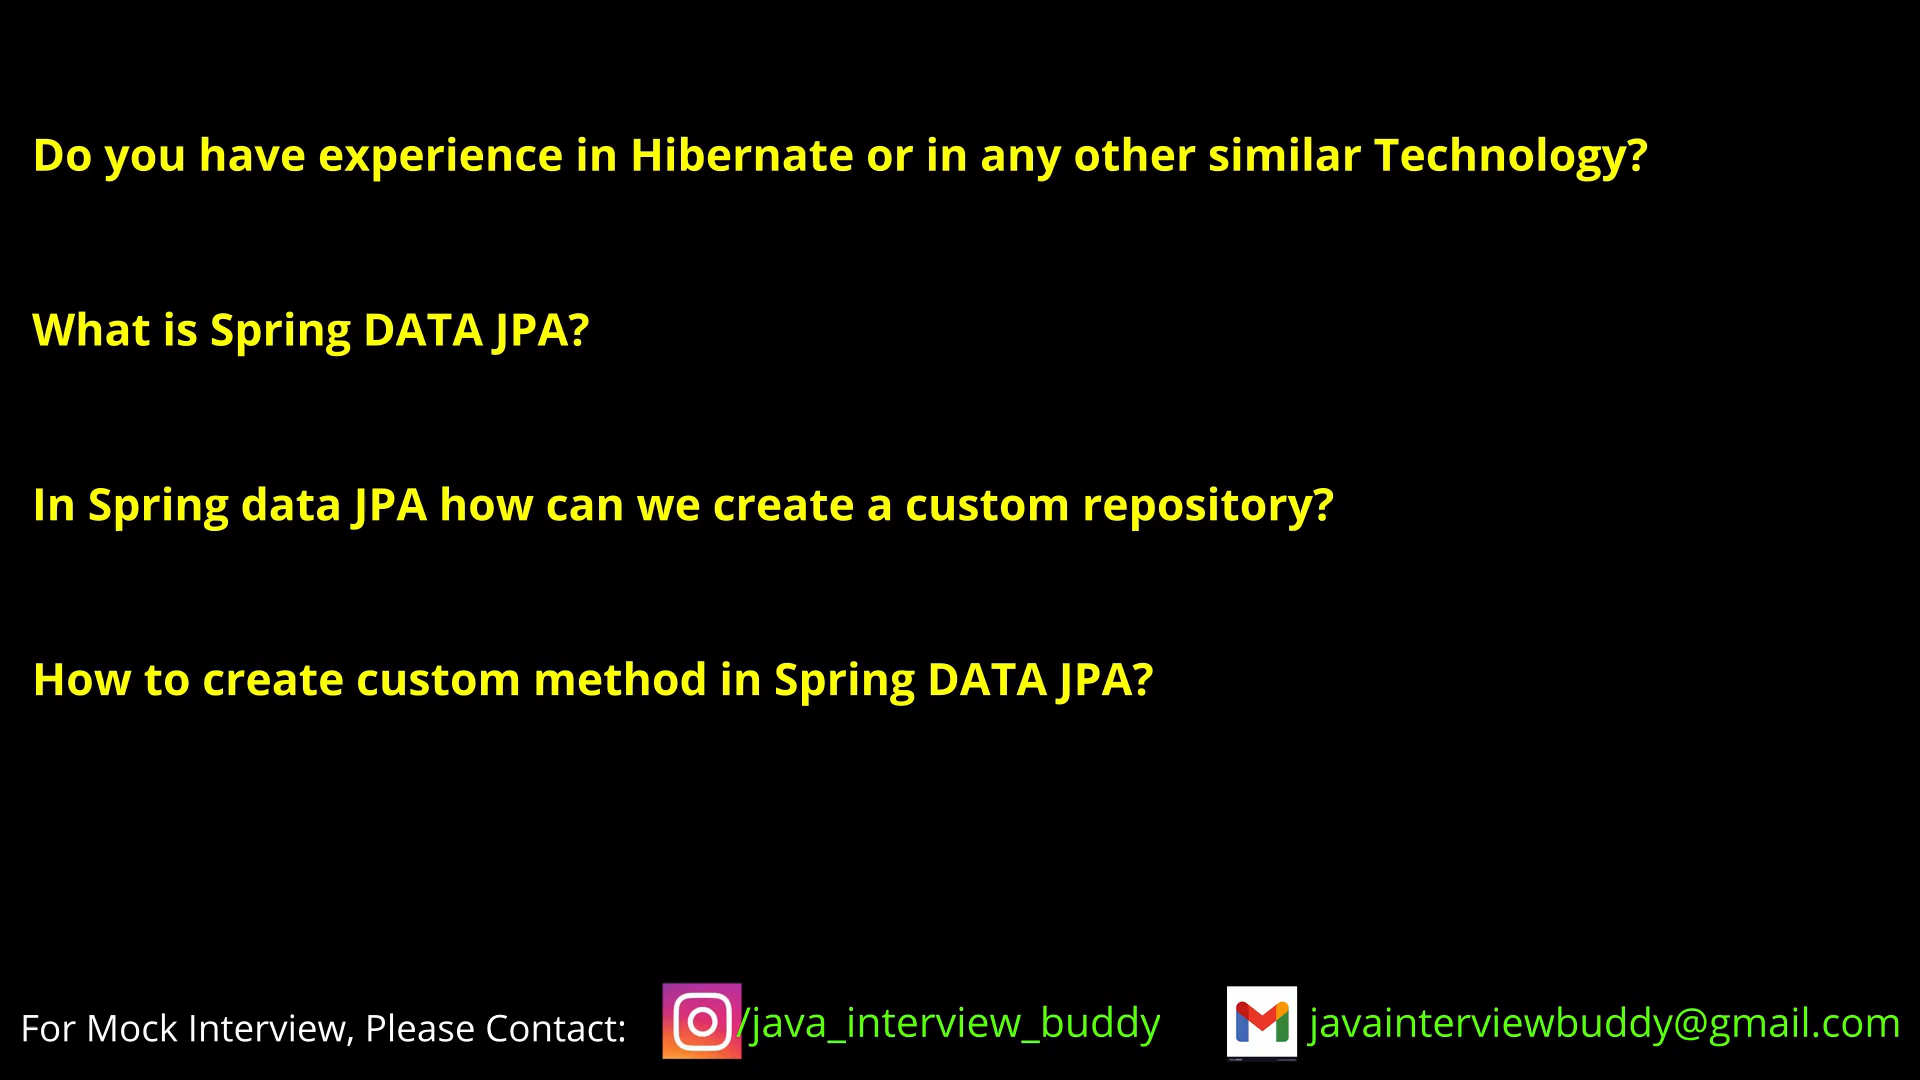 Do you have experience in Hibernate or in any other similar Technology?
What is Spring DATA JPA?
In Spring data JPA how can we create a custom repository?
How to create custom method in Spring DATA JPA?
For Mock Interview, Please Contact: /java_interview_buddy javainterviewbuddy@gmail.com